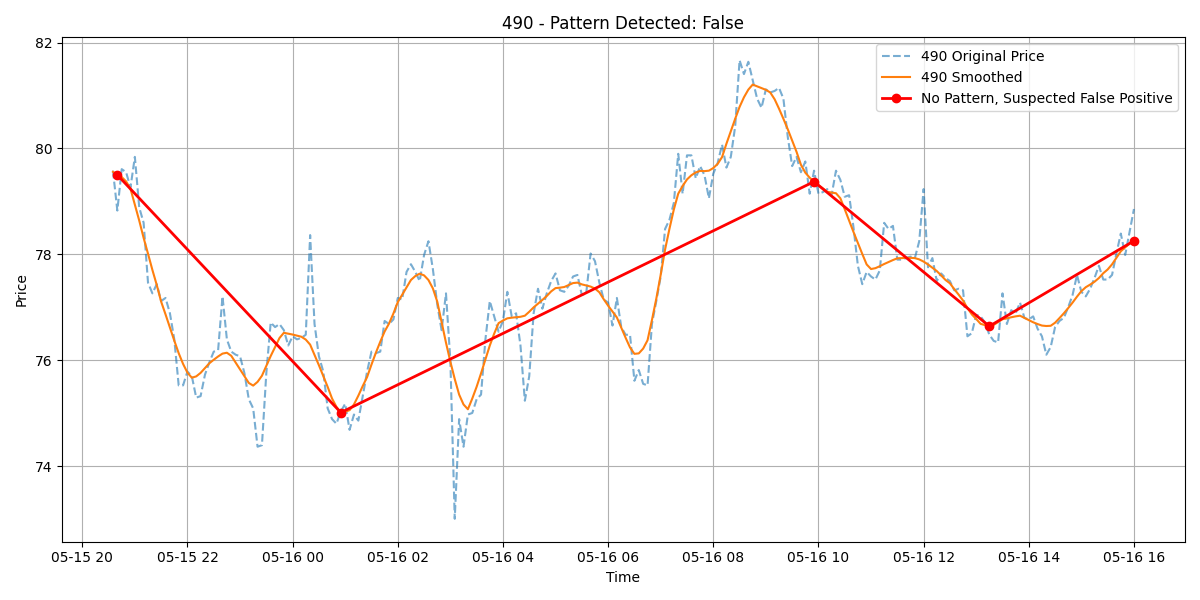 490 - Pattern Detected: False
82
80
78
76
74
Price
490 Original Price
490 Smoothed
No Pattern, Suspected False Positive
05-15 20
05-15 22
05-16 00
05-16 02
05-16 04
05-16 06
05-16 08
05-16 10
05-16 12
05-16 14
05-16 16
Time